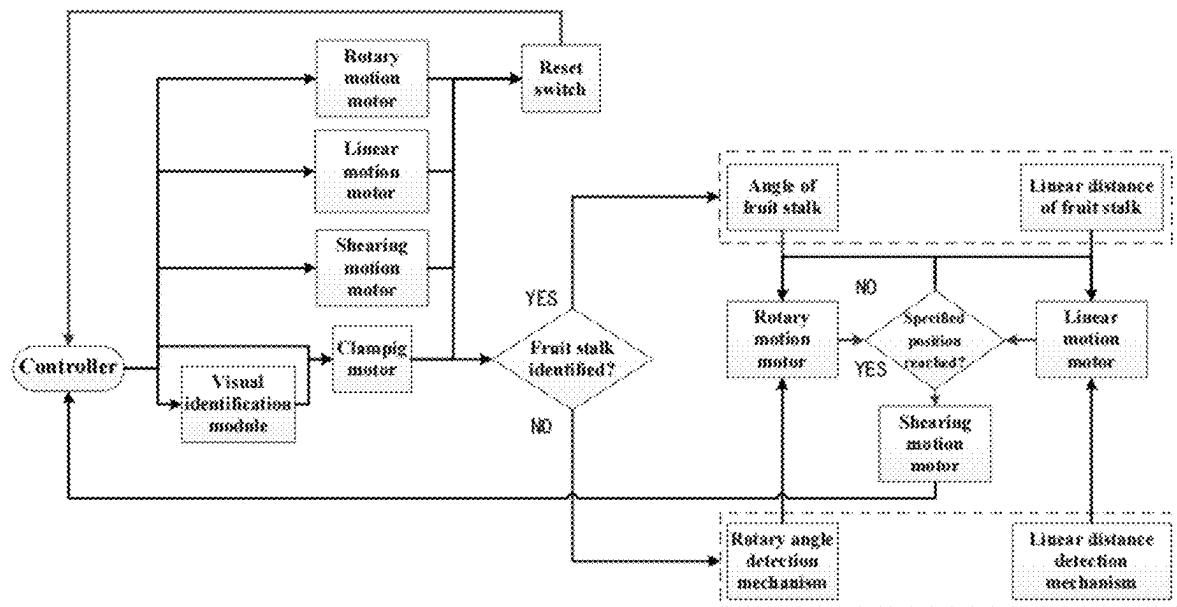 Rotary
motion
motor
Reset
switch
Linear
motion
motor
Shearing
motion
motor
Clampig
motor
Controller
Visual
identification
module
Fruit stalk
identified?
YES
NO
Angle of
fruit stalk
Linear distance
of fruit stalk
Rotary
motion
motor
NO
Specified
position
reached?
YES
Linear
motion
motor
Shearing
motion
motor
Rotary angle
detection
mechanism
Linear distance
detection
mechanism